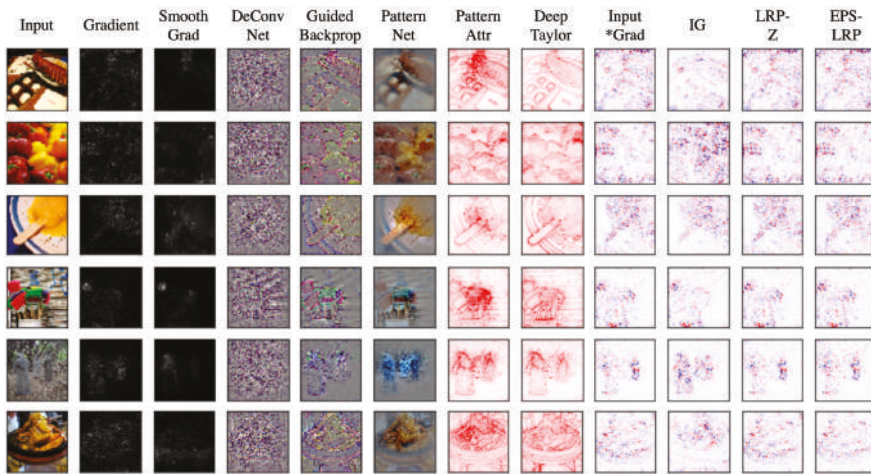 Input Gradient Smooth Grad DeConv Net Guided Backprop Pattern Net Pattern Attr Deep Taylor Input *Grad IG LRP- Z EPS- LRP